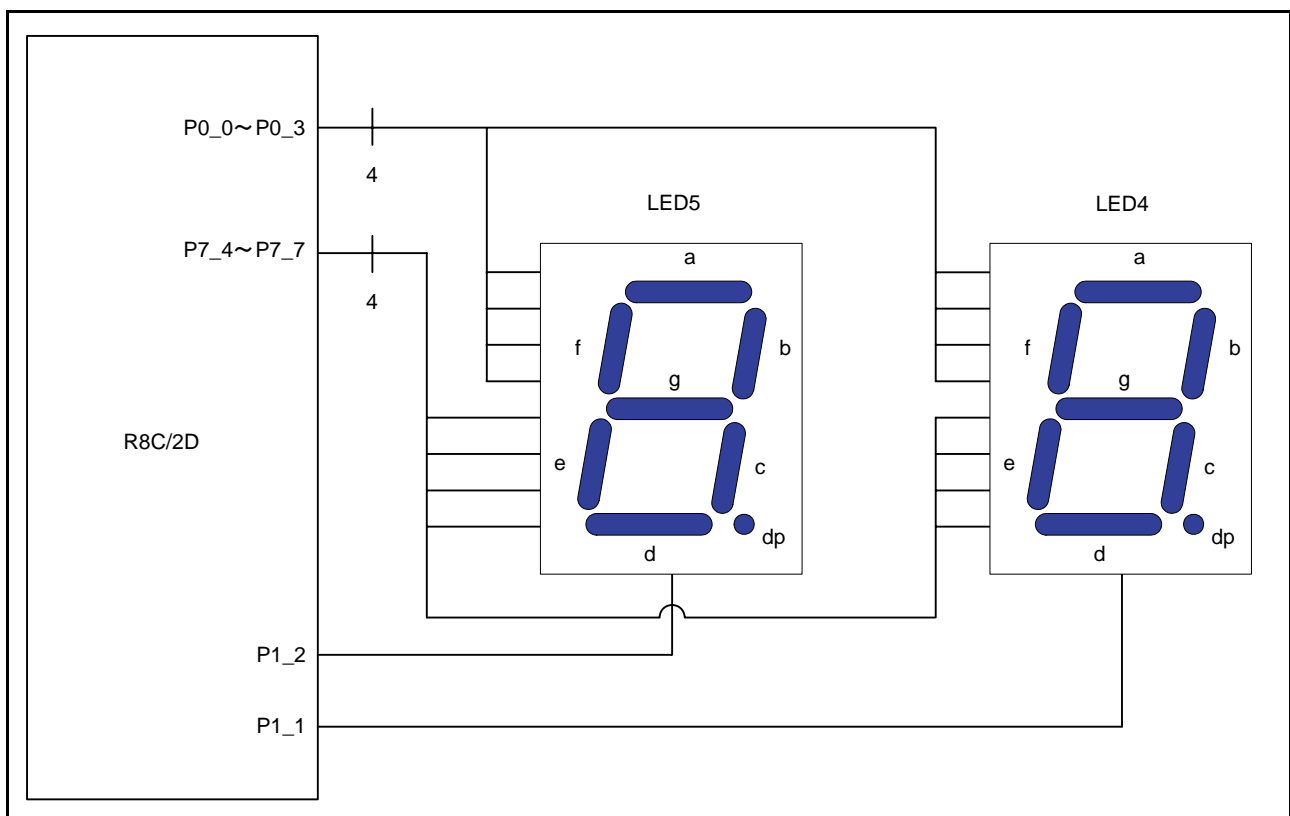 P0_0～P0_3
4
LED5
LED4
P7_4～P7_7
4
a
a
f
b
f
b
g
g
R8C/2D
e
c
e
c
dp
dp
d
d
P1_2
P1_1